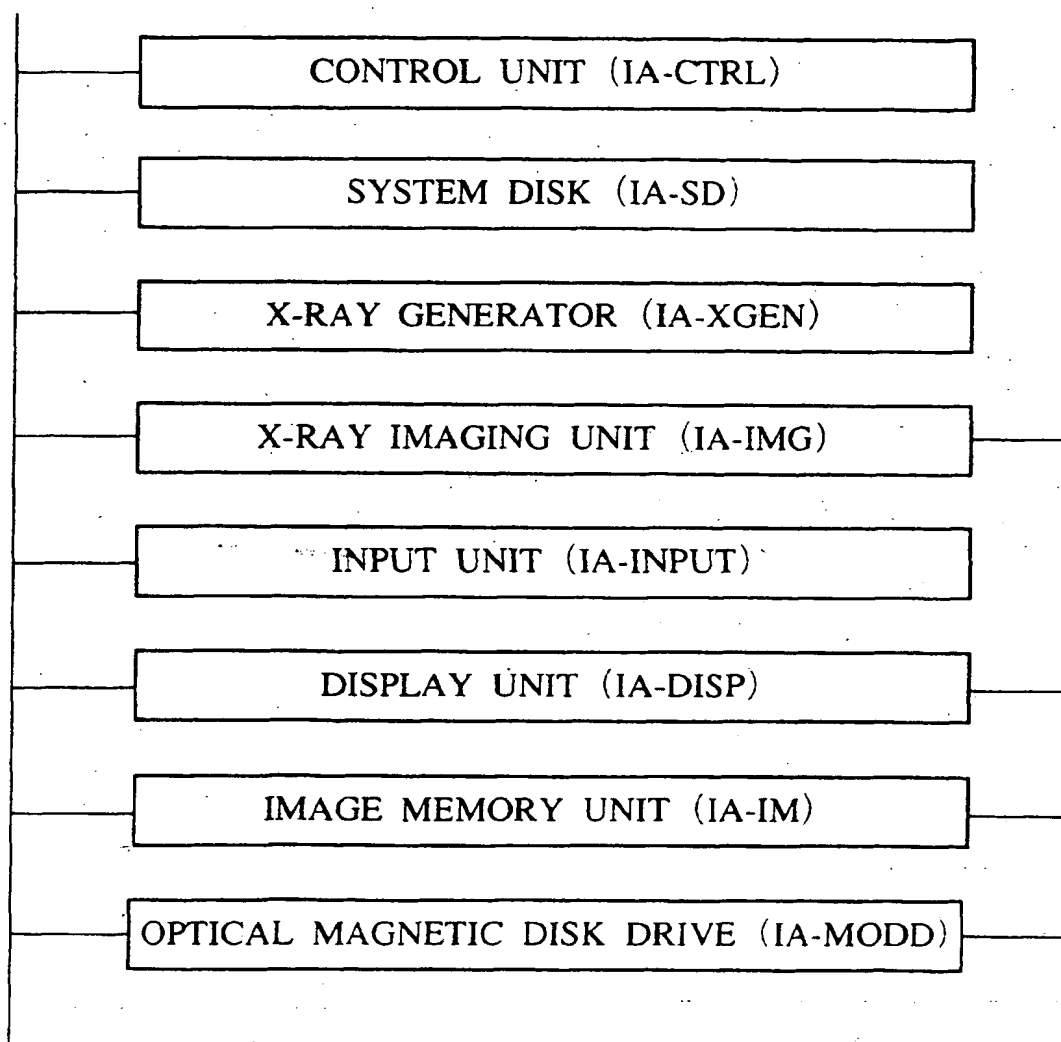 CONTROL UNIT (IA-CTRL)
SYSTEM DISK (IA-SD)
X-RAY GENERATOR (IA-XGEN)
X-RAY IMAGING UNIT (IA-IMG)
INPUT UNIT (IA-INPUT)
DISPLAY UNIT (IA-DISP)
IMAGE MEMORY UNIT (IA-IM)
OPTICAL MAGNETIC DISK DRIVE (IA-MODD)